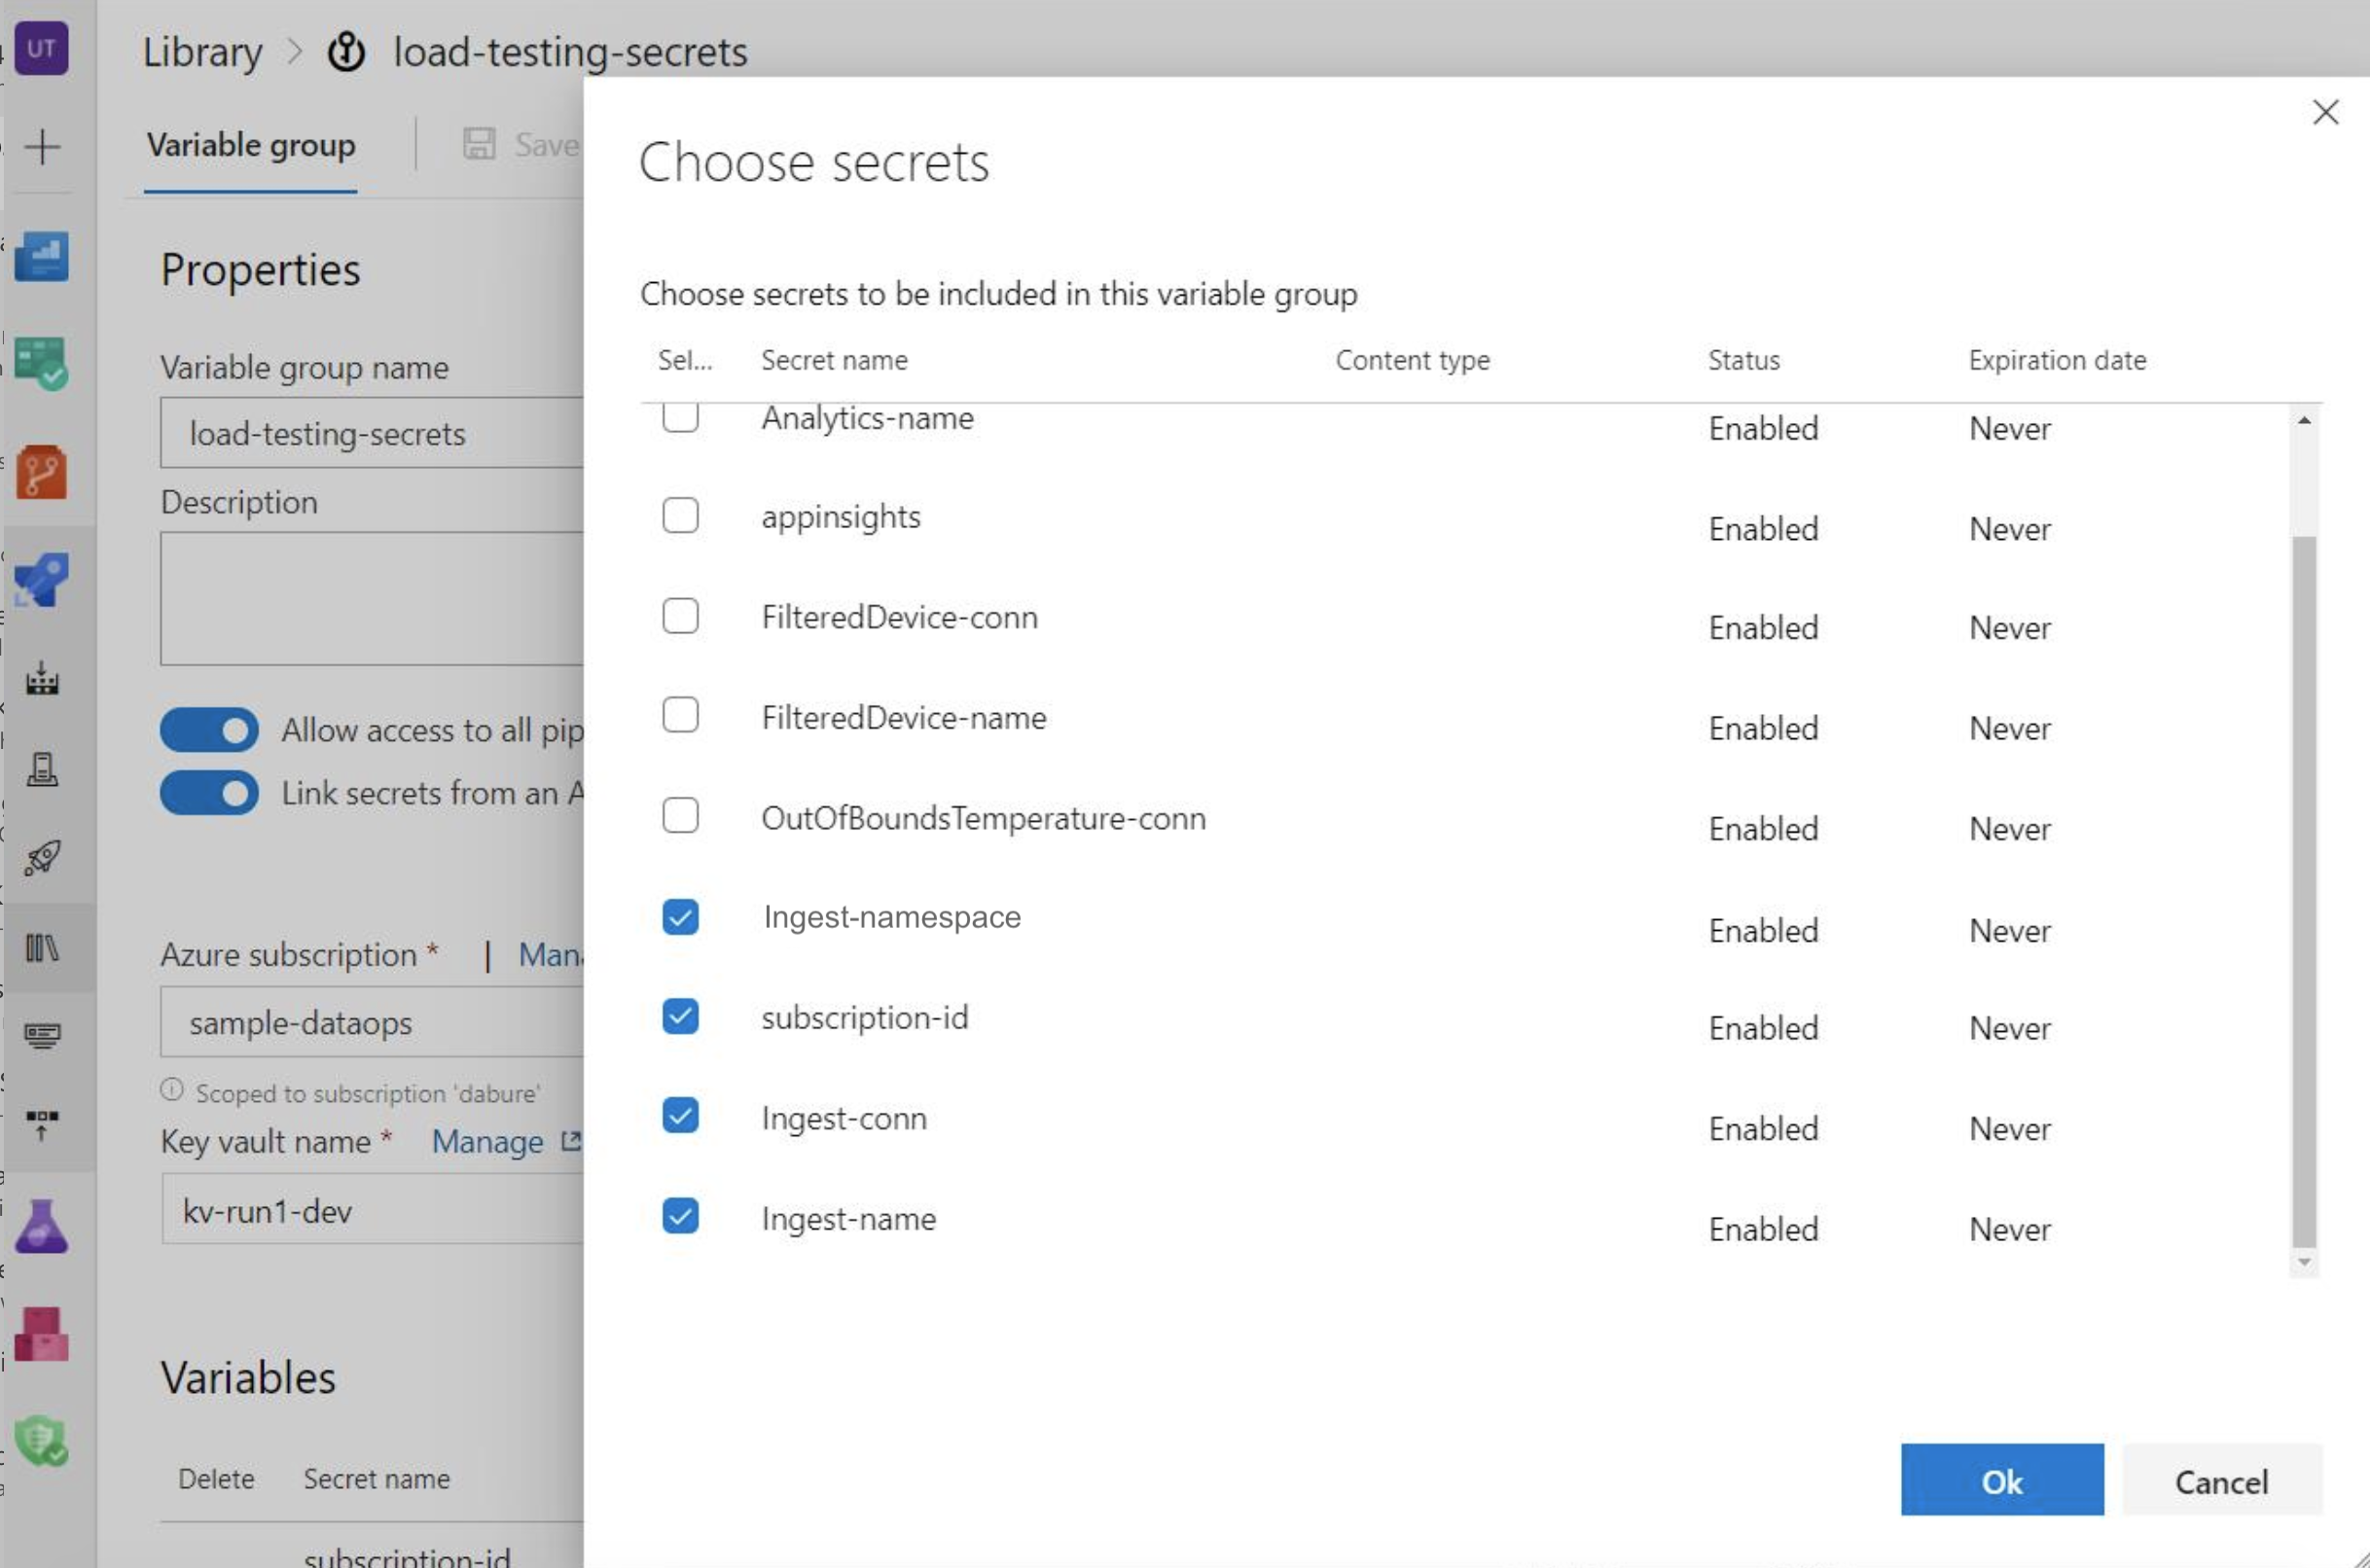 UT
Library > load-testing-secrets
Variable group
Save
Properties
Variable group name
load-testing-secrets
Description
Allow access to all
Link secrets from an
Azure subscription * |
sample-dataops
Scoped to subscription 'dabure'
Key vault name * Manage
kv-run1-dev
Variables
Delete Secret name
subscription-id
Choose secrets
Choose secrets to be included in this variable group
Sel... Secret name Content type Status Expiration date
Analytics-name Enabled Never
appinsights Enabled Never
FilteredDevice-conn Enabled Never
FilteredDevice-name Enabled Never
OutOfBoundsTemperature-conn Enabled Never
Ingest-namespace Enabled Never
subscription-id Enabled Never
Ingest-conn Enabled Never
Ingest-name Enabled Never
Ok Cancel